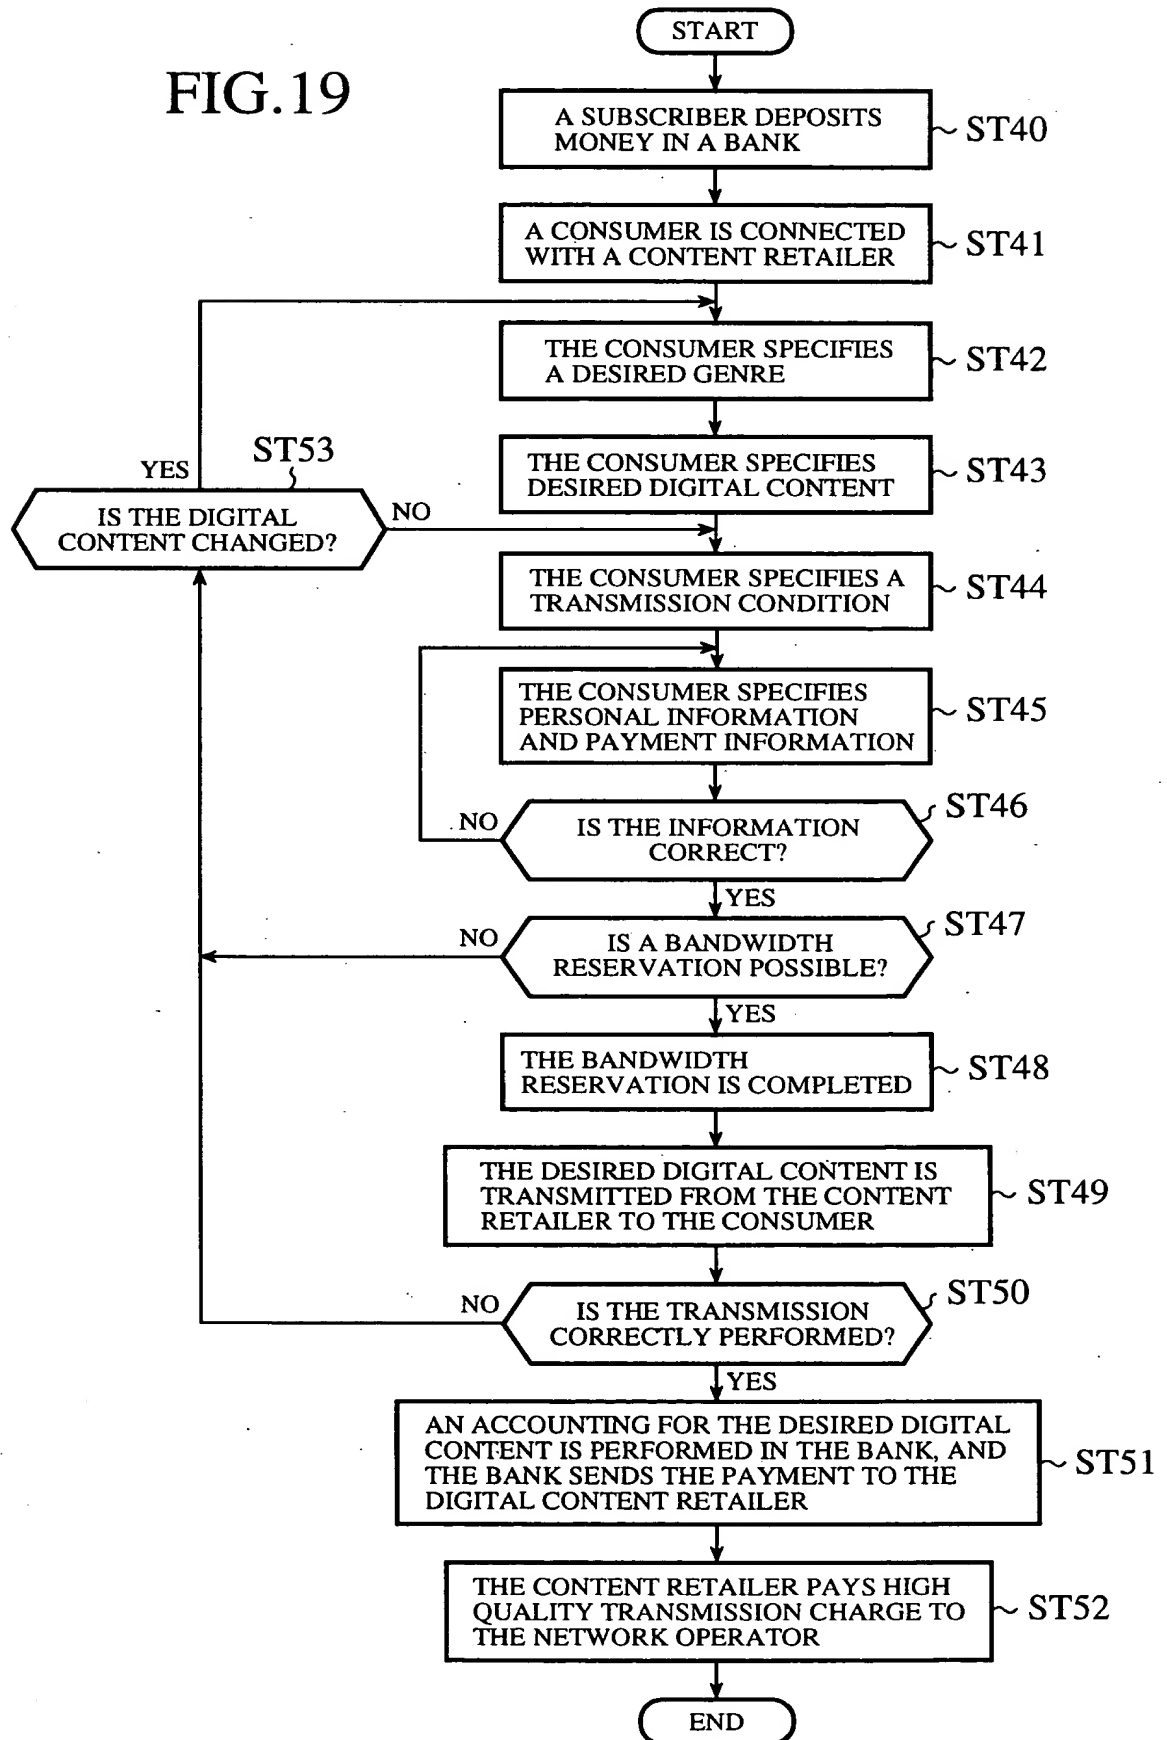 START
FIG.19
A SUBSCRIBER DEPOSITS
MONEY IN A BANK
ST40
A CONSUMER IS CONNECTED
WITH A CONTENT RETAILER
ST41
THE CONSUMER SPECIFIES
A DESIRED GENRE
ST42
THE CONSUMER SPECIFIES
DESIRED DIGITAL CONTENT
ST43
YES
ST53
IS THE DIGITAL
CONTENT CHANGED?
NO
THE CONSUMER SPECIFIES A
TRANSMISSION CONDITION
ST44
THE CONSUMER SPECIFIES
PERSONAL INFORMATION
AND PAYMENT INFORMATION
ST45
NO
IS THE INFORMATION
CORRECT?
ST46
YES
NO
IS A BANDWIDTH
RESERVATION POSSIBLE?
ST47
YES
THE BANDWIDTH
RESERVATION IS COMPLETED
ST48
THE DESIRED DIGITAL CONTENT IS
TRANSMITTED FROM THE CONTENT
RETAILER TO THE CONSUMER
ST49
NO
IS THE TRANSMISSION
CORRECTLY PERFORMED?
ST50
YES
AN ACCOUNTING FOR THE DESIRED DIGITAL
CONTENT IS PERFORMED IN THE BANK, AND
THE BANK SENDS THE PAYMENT TO THE
DIGITAL CONTENT RETAILER
ST51
THE CONTENT RETAILER PAYS HIGH
QUALITY TRANSMISSION CHARGE TO
THE NETWORK OPERATOR
ST52
END